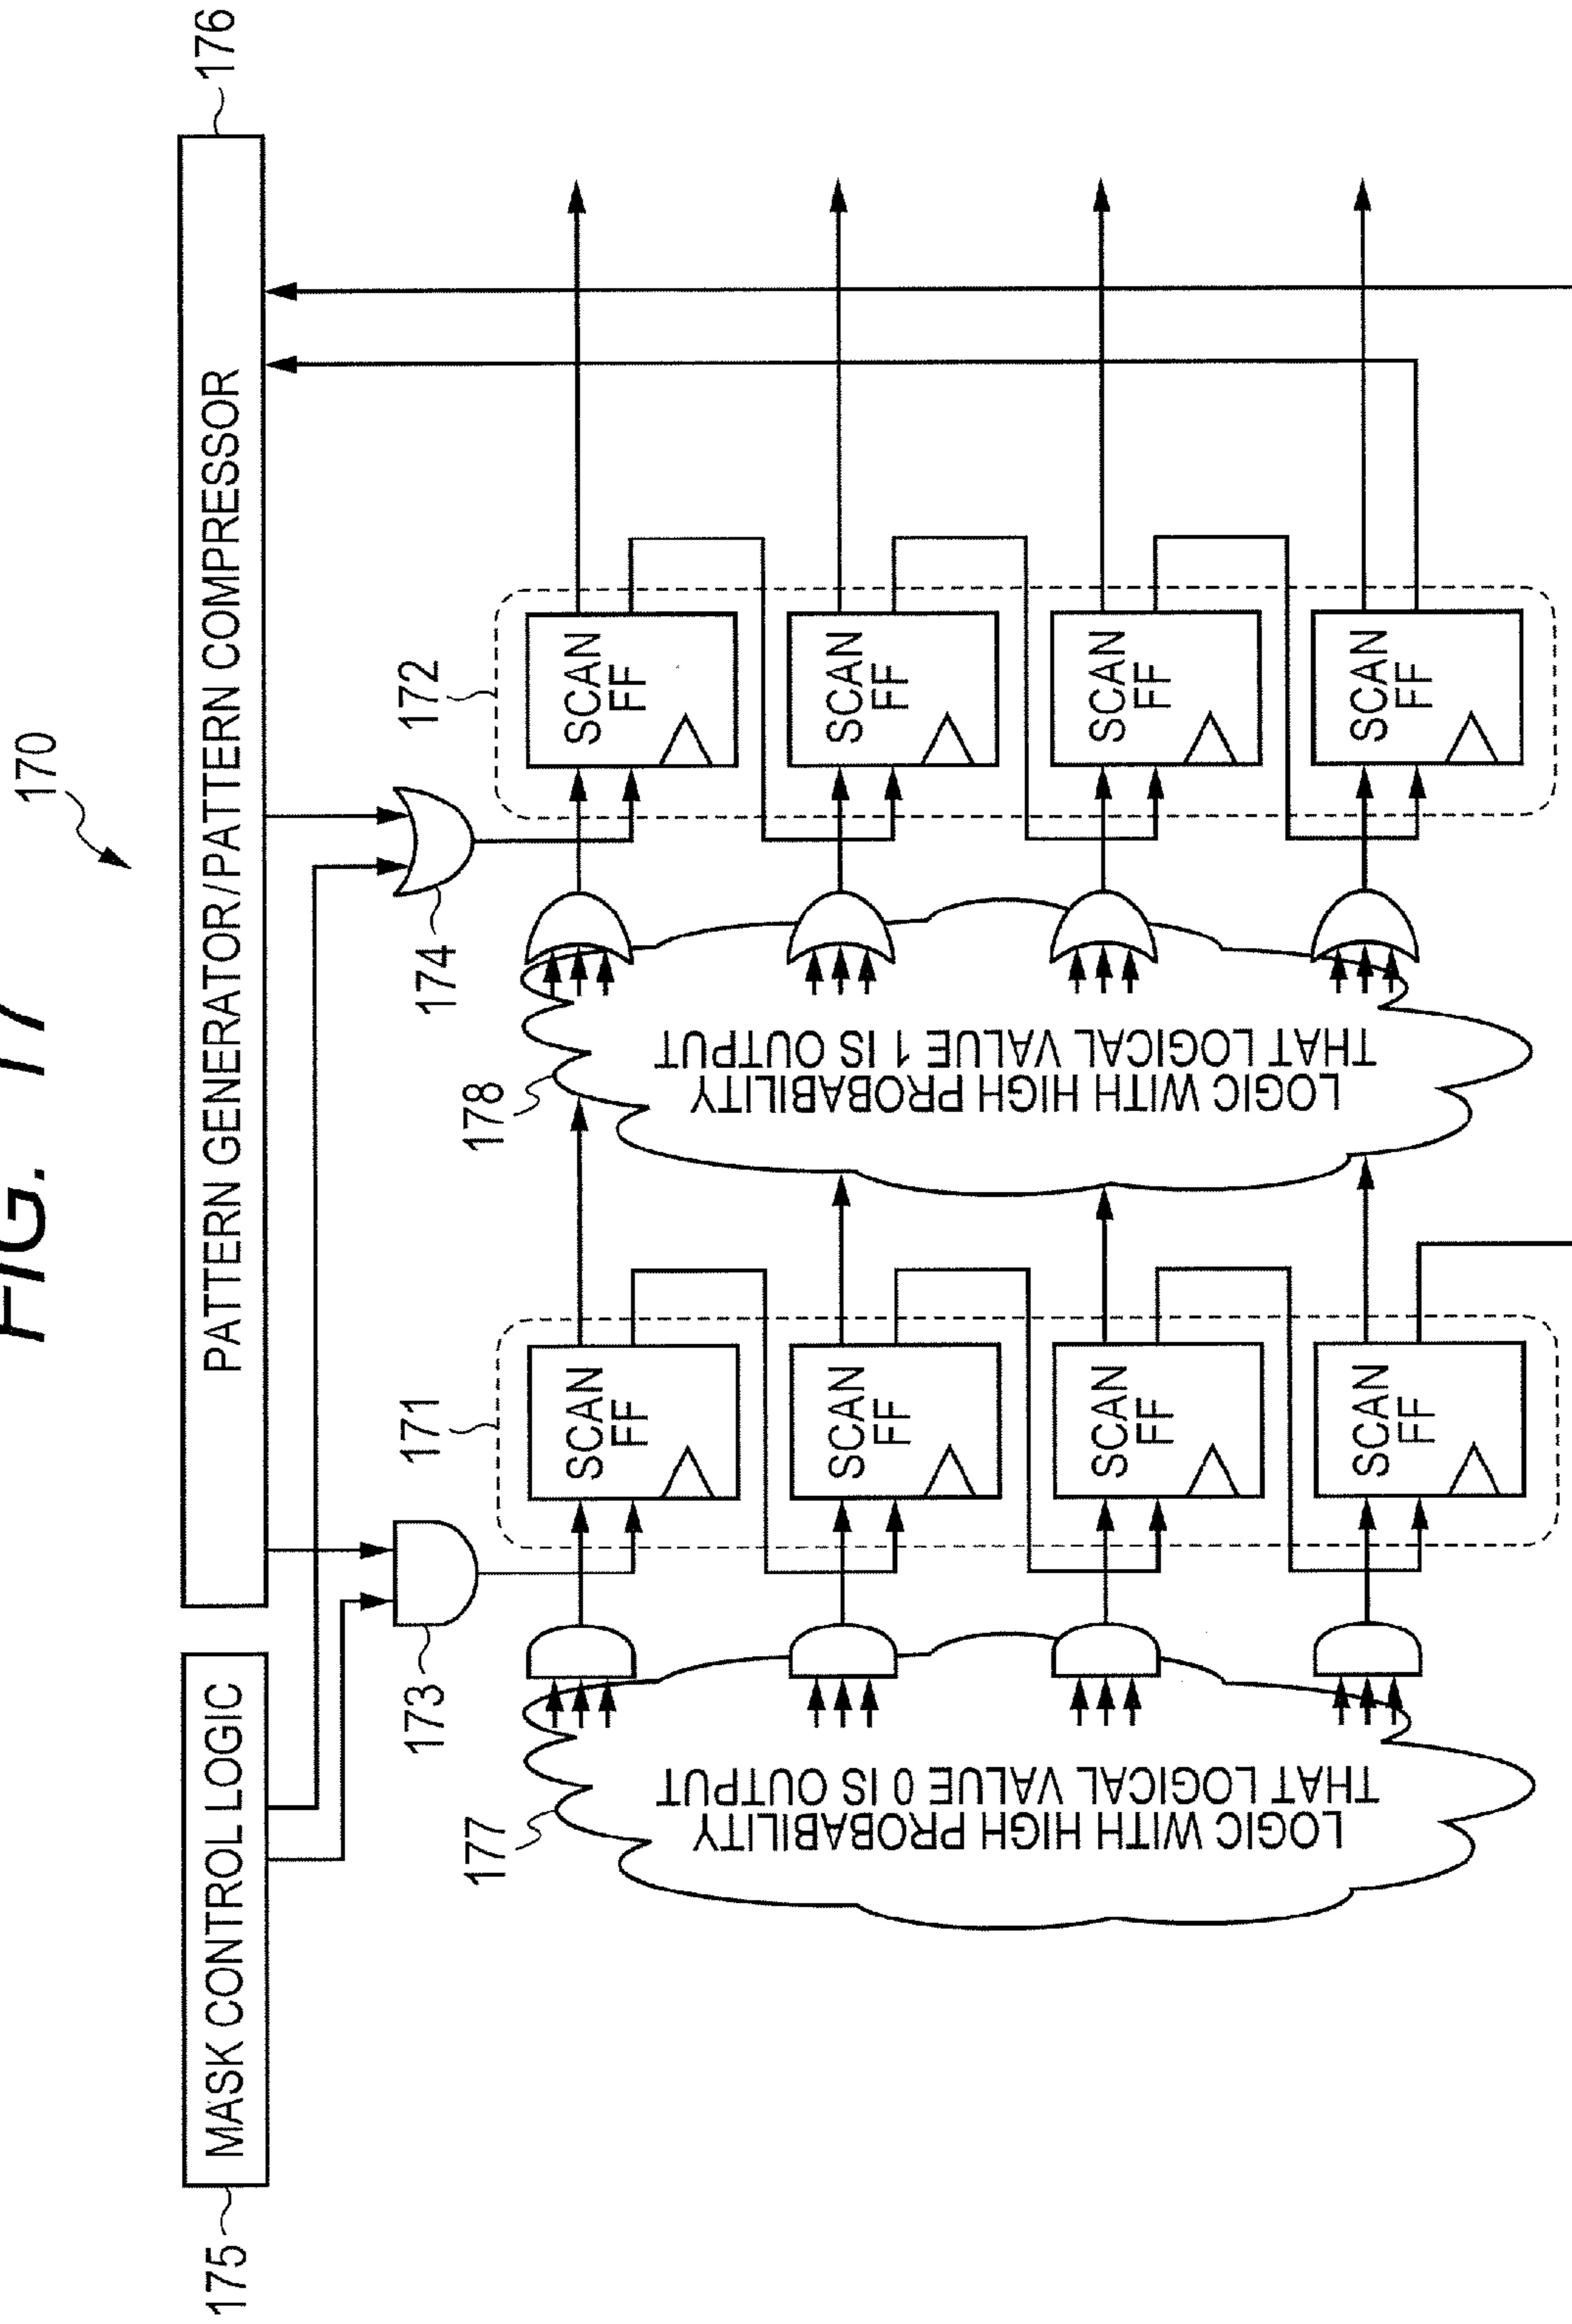 FIG. 17
170
175
MASK CONTROL LOGIC
PATTERN GENERATOR/PATTERN COMPRESSOR
176
173
174
171
172
177
LOGIC WITH HIGH PROBABILITY
THAT LOGICAL VALUE 0 IS OUTPUT
178
LOGIC WITH HIGH PROBABILITY
THAT LOGICAL VALUE 1 IS OUTPUT
SCAN
FF
SCAN
FF
SCAN
FF
SCAN
FF
SCAN
FF
SCAN
FF
SCAN
FF
SCAN
FF